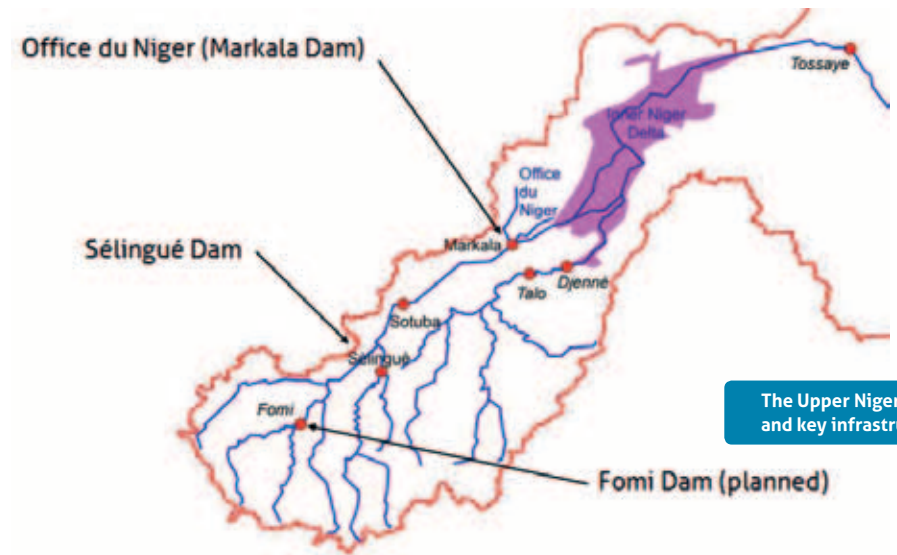 Office du Niger (Markala Dam)
Tossaye
Inner Niger
Delta
Office
du
Niger
Markala
Sélingué Dam
Djenné
Talo
Sotuba
Sélingué
The Upper Niger
and key infrastru
Fomi
Fomi Dam (planned)